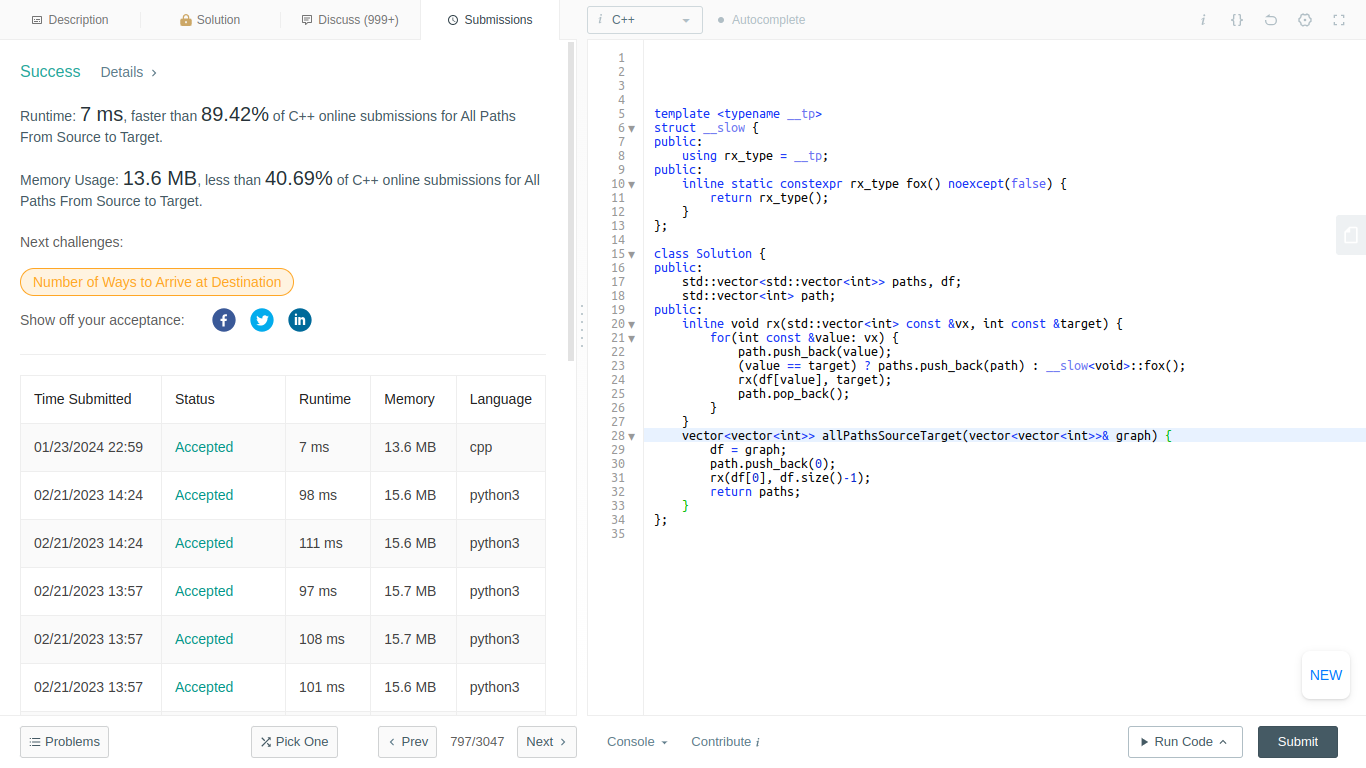 Description
Solution
Discuss (999+)
Submissions
i C++
Autocomplete
i {}
Success
Details
Runtime: 7 ms, faster than 89.42% of C++ online submissions for All Paths
From Source to Target.
Memory Usage: 13.6 MB, less than 40.69% of C++ online submissions for All
Paths From Source to Target.
Next challenges:
Number of Ways to Arrive at Destination
Show off your acceptance:
Time Submitted Status Runtime Memory Language
01/23/2024 22:59 Accepted 7 ms 13.6 MB cpp
02/21/2023 14:24 Accepted 98 ms 15.6 MB python3
02/21/2023 14:24 Accepted 111 ms 15.6 MB python3
02/21/2023 13:57 Accepted 97 ms 15.7 MB python3
02/21/2023 13:57 Accepted 108 ms 15.7 MB python3
02/21/2023 13:57 Accepted 101 ms 15.6 MB python3
1
2
3
4
5 template <typename __tp>
6 struct __slow {
7 public:
8     using rx_type = __tp;
9 public:
10     inline static constexpr rx_type fox() noexcept(false) {
11         return rx_type();
12     }
13 };
14
15 class Solution {
16 public:
17     std::vector<std::vector<int>> paths, df;
18     std::vector<int> path;
19 public:
20     inline void rx(std::vector<int> const &vx, int const &target) {
21         for(int const &value: vx) {
22             path.push_back(value);
23             (value == target) ? paths.push_back(path) : __slow<void>::fox();
24             rx(df[value], target);
25             path.pop_back();
26         }
27     }
28     vector<vector<int>> allPathsSourceTarget(vector<vector<int>>& graph) {
29         df = graph;
30         path.push_back(0);
31         rx(df[0], df.size()-1);
32         return paths;
33     }
34 };
35
NEW
Problems
Pick One
Prev
797/3047
Next
Console
Contribute i
Run Code
Submit